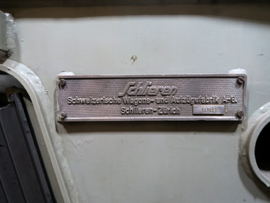 Schlieren
Schweizerische Wagons- und Aufzügefabrik A-G.
Schlieren-Zürich